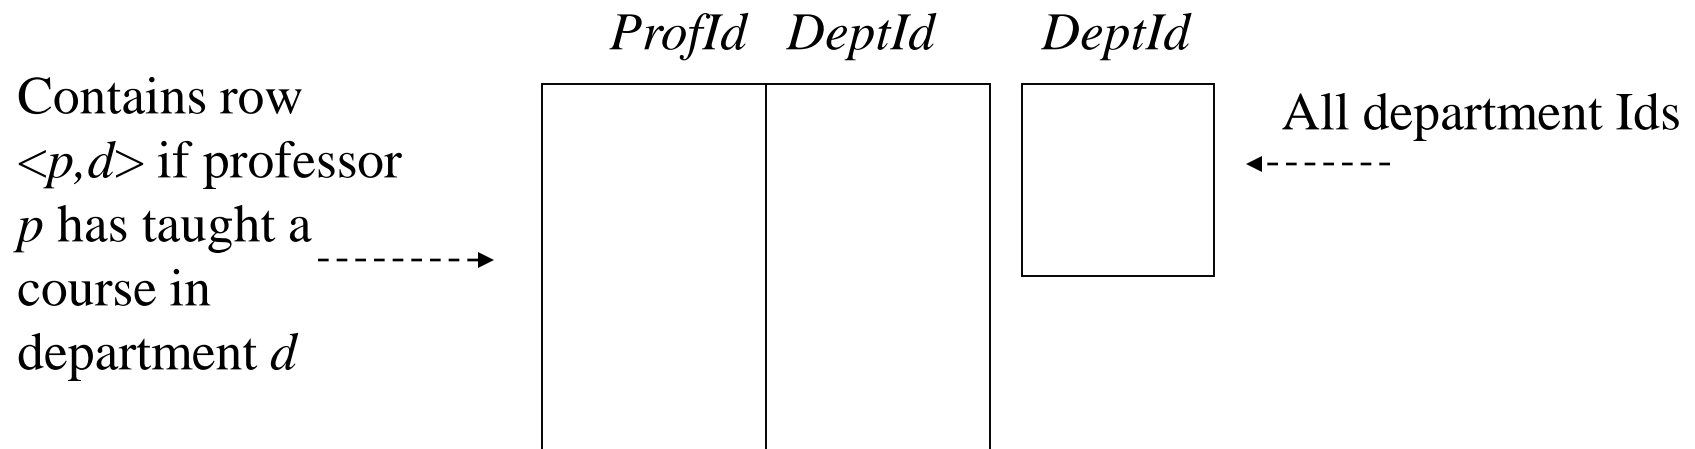 ProfId DeptId DeptId
Contains row
<p,d> if professor
p has taught a
course in
department d
All department Ids